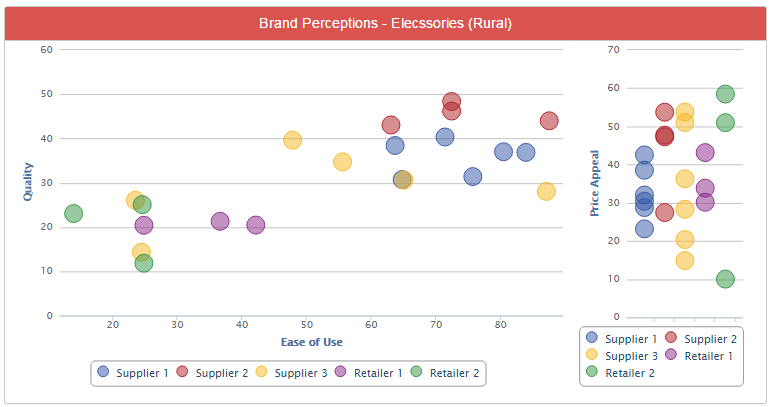 Brand Perceptions - Elecssories (Rural)
60
50
40
30
20
10
0
Quality
20 30 40 50 60 70 80
Ease of Use
Supplier 1 Supplier 2 Supplier 3 Retailer 1 Retailer 2
70
60
50
40
30
20
10
0
Price Appeal
Supplier 1 Supplier 2
Supplier 3 Retailer 1
Retailer 2